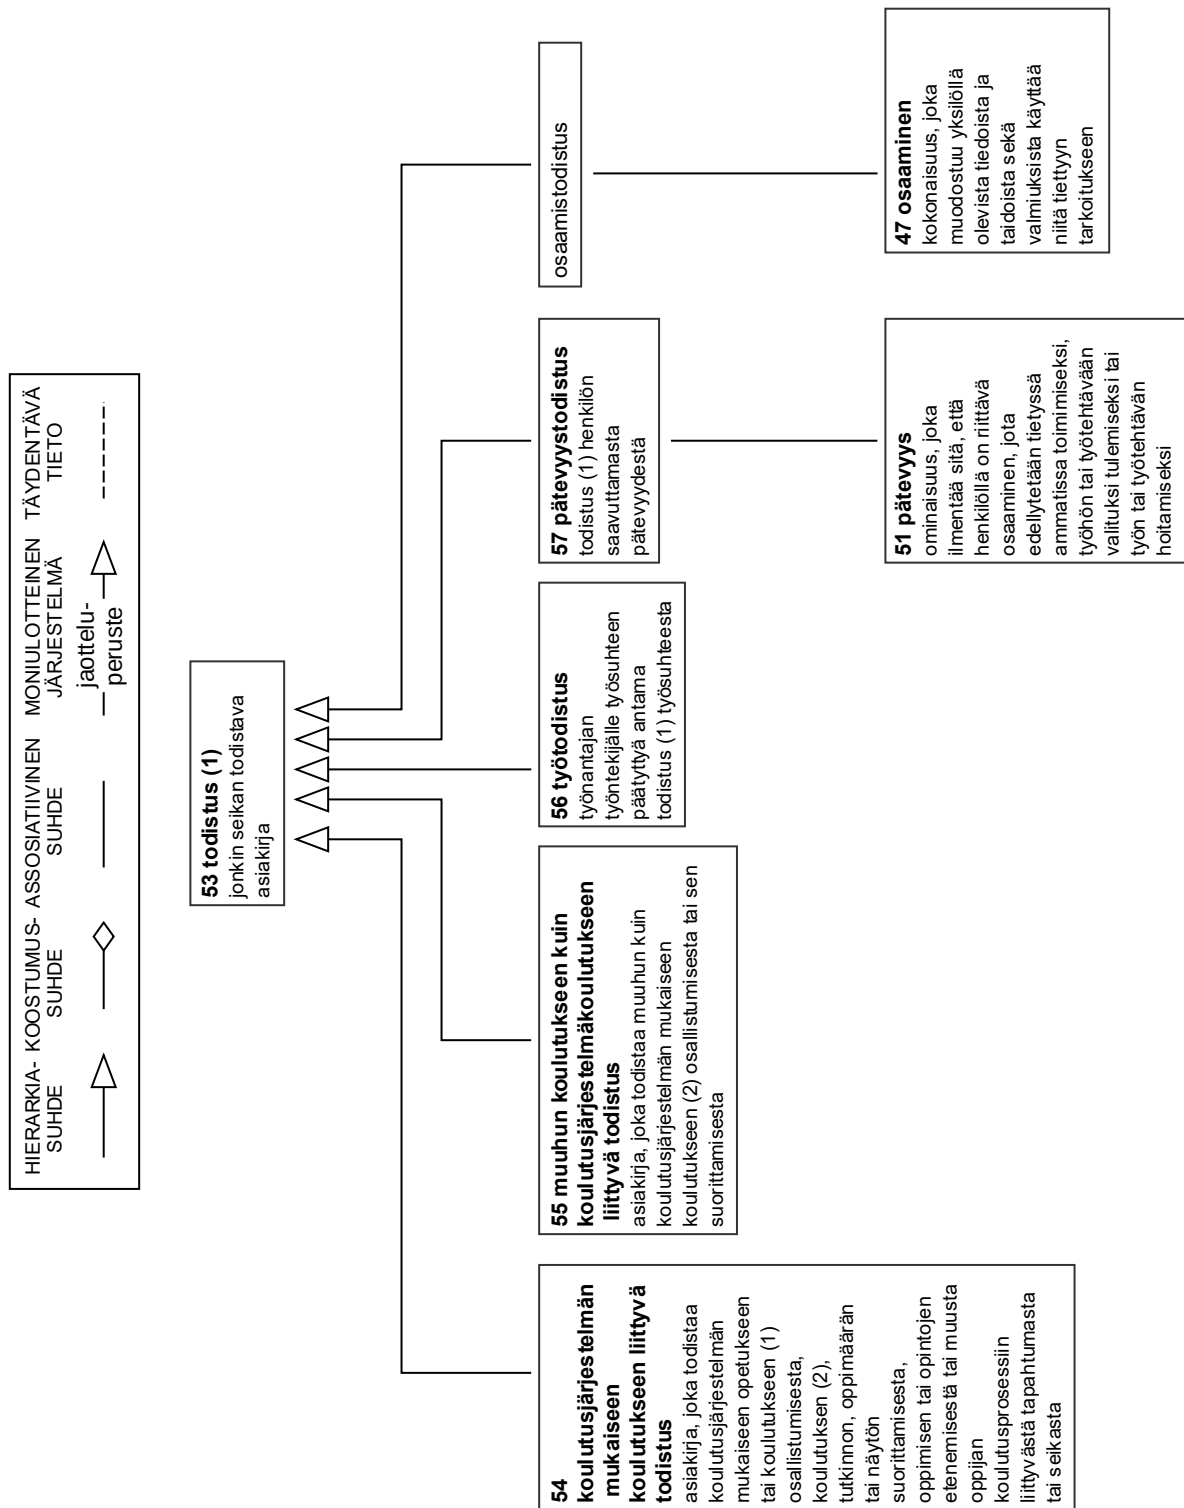 HIERARKIA- KOOSTUMUS- ASSOSIATIIVINEN MONIULOTTEINEN TÄYDENTÄVÄ
SUHDE SUHDE SUHDE JÄRJESTELMÄ TIETO
jaottelu-
peruste
53 todistus (1)
jonkin seikan todistava
asiakirja
54
koulutusjärjestelmän
mukaiseen
koulutukseen liittyvä
todistus
asiakirja, joka todistaa
koulutusjärjestelmän
mukaiseen opetukseen
tai koulutukseen (1)
osallistumisesta,
koulutuksen (2),
tutkinnon, oppimäärän
tai näytön
suorittamisesta,
oppimisen tai opintojen
etenemisestä tai muusta
oppijan
koulutusprosessiin
liittyvästä tapahtumasta
tai seikasta
55 muuhun koulutukseen kuin
koulutusjärjestelmäkoulutukseen
liittyvä todistus
asiakirja, joka todistaa muuhun kuin
koulutusjärjestelmän mukaiseen
koulutukseen (2) osallistumisesta tai sen
suorittamisesta
56 työtodistus
työnantajan
työntekijälle työsuhteen
päätyttyä antama
todistus (1) työsuhteesta
57 pätevyystodistus
todistus (1) henkilön
saavuttamasta
pätevyydestä
osaamistodistus
51 pätevyys
ominaisuus, joka
ilmentää sitä, että
henkilöllä on riittävä
osaaminen, jota
edellytetään tietyssä
ammatissa toimimiseksi,
työhön tai työtehtävään
valituksi tulemiseksi tai
työn tai työtehtävän
hoitamiseksi
47 osaaminen
kokonaisuus, joka
muodostuu yksilöllä
olevista tiedoista ja
taidoista sekä
valmiuksista käyttää
niitä tiettyyn
tarkoitukseen